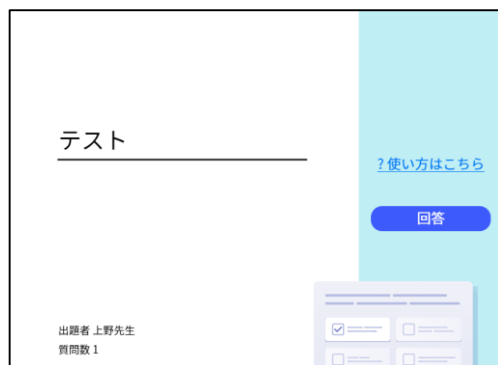 テスト
?使い方はこちら
回答
出題者 上野先生
質問数 1